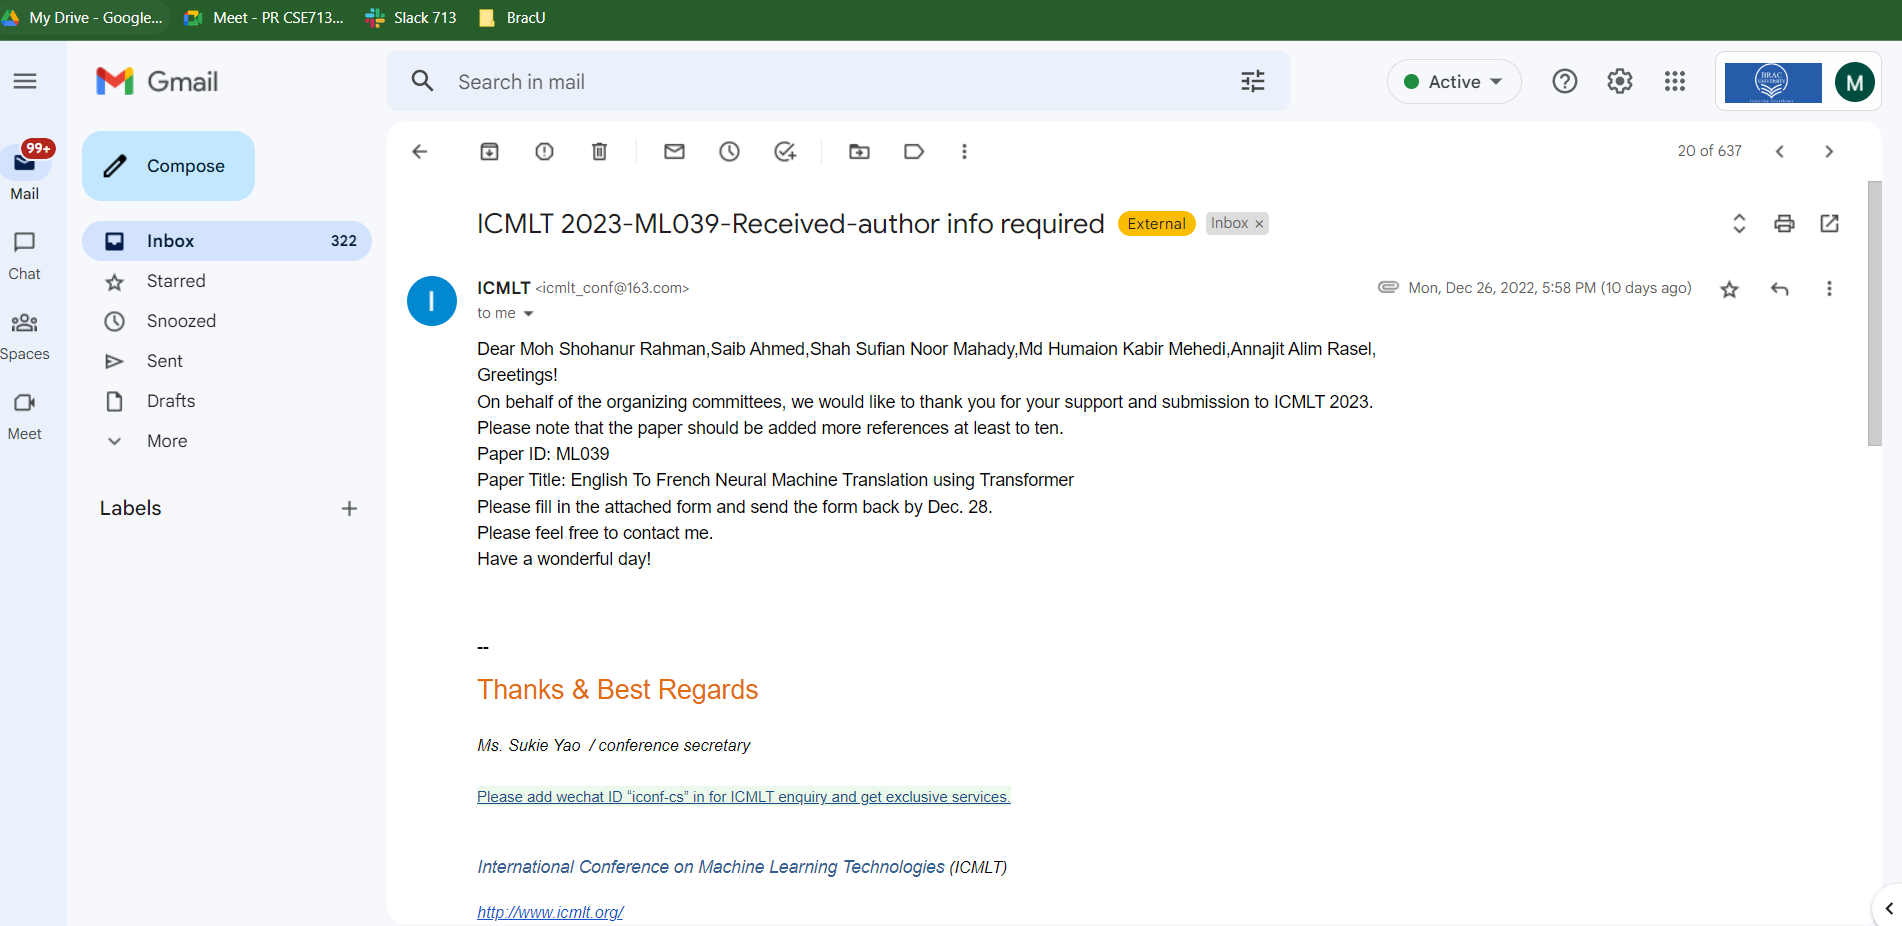 My Drive - Google...
Meet - PR CSE713...
Slack 713
BracU
Gmail
Search in mail
Active
BRAC
UNIVERSITY
M
99+
Mail
Compose
20 of 637
Inbox 322
Starred
Snoozed
Sent
Drafts
More
Labels
Chat
Spaces
Meet
ICMLT 2023-ML039-Received-author info required External Inbox ×
I
ICMLT <icmlt_conf@163.com> Mon, Dec 26, 2022, 5:58 PM (10 days ago)
to me
Dear Moh Shohanur Rahman,Saib Ahmed,Shah Sufian Noor Mahady,Md Humaion Kabir Mehedi,Annajit Alim Rasel,
Greetings!
On behalf of the organizing committees, we would like to thank you for your support and submission to ICMLT 2023.
Please note that the paper should be added more references at least to ten.
Paper ID: ML039
Paper Title: English To French Neural Machine Translation using Transformer
Please fill in the attached form and send the form back by Dec. 28.
Please feel free to contact me.
Have a wonderful day!
--
Thanks & Best Regards
Ms. Sukie Yao / conference secretary
Please add wechat ID “iconf-cs” in for ICMLT enquiry and get exclusive services.
International Conference on Machine Learning Technologies (ICMLT)
http://www.icmlt.org/